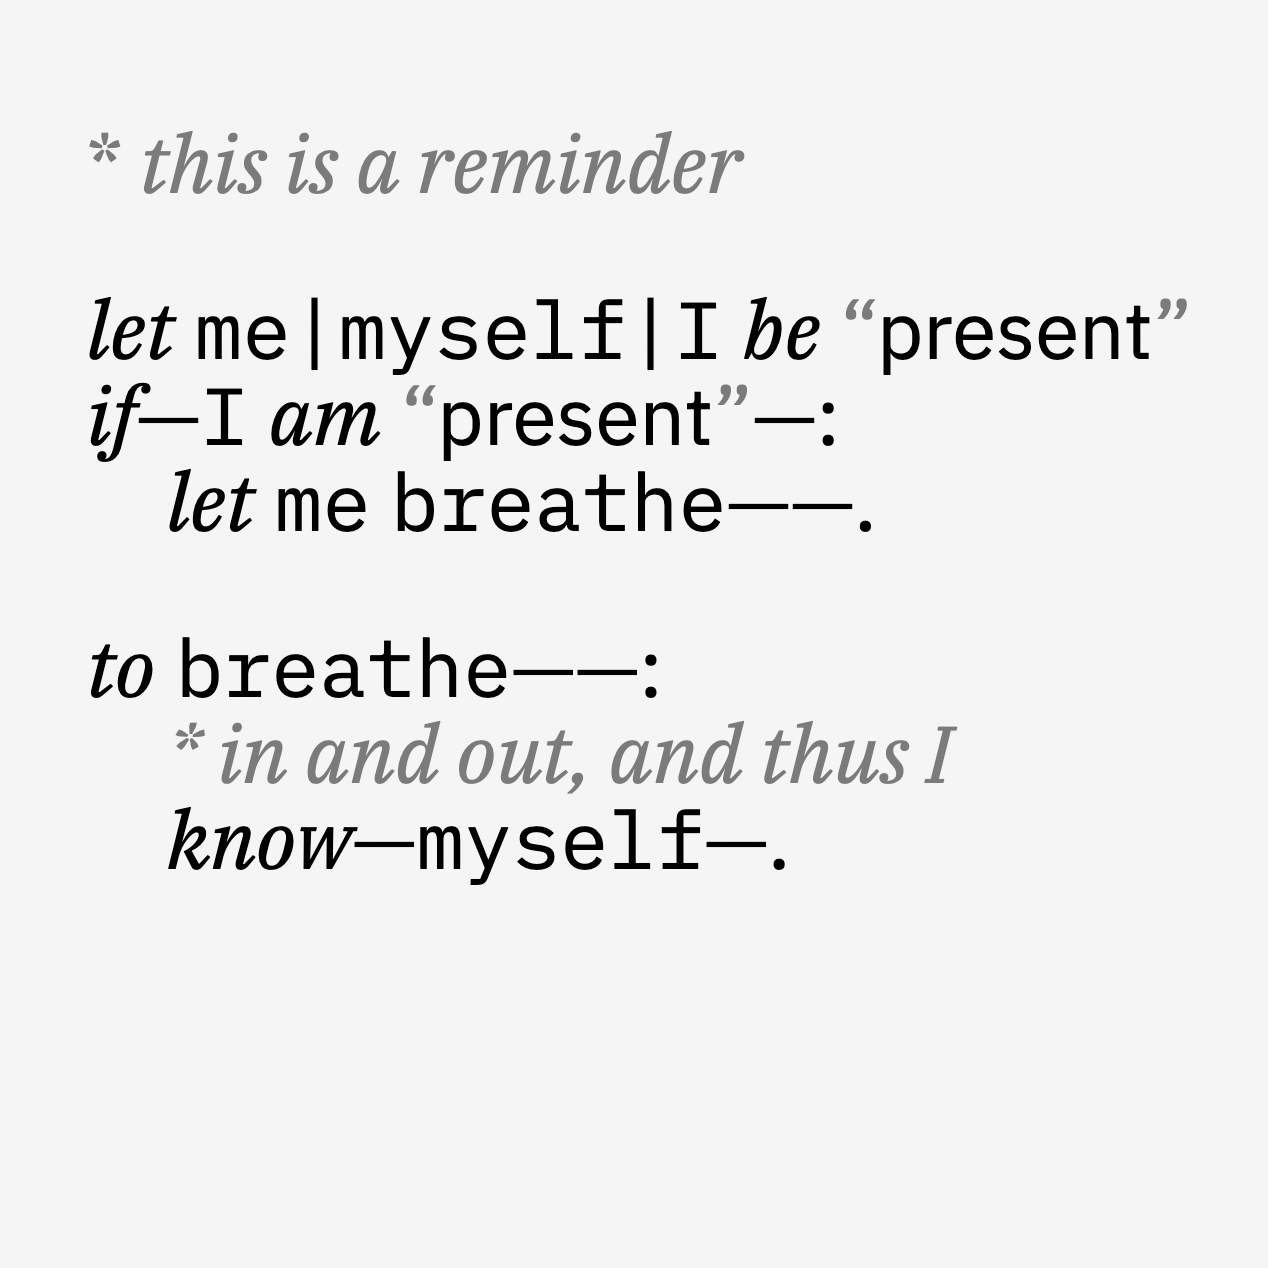 * this is a reminder
let me|myself|I be “present”
if—I am “present”—:
let me breathe——.
to breathe——:
* in and out, and thus I
know—myself—.